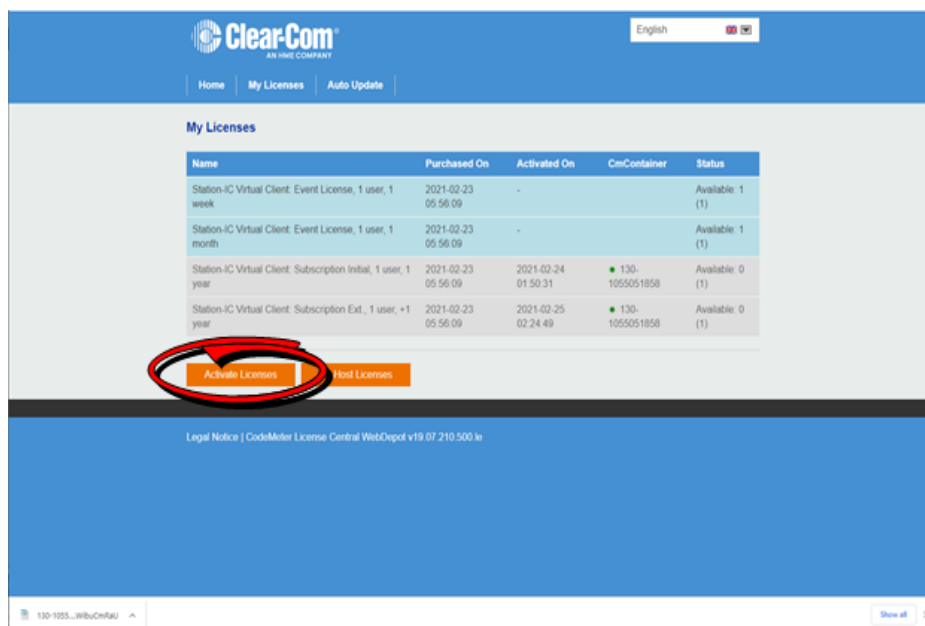 Clear-Com®
AN HME COMPANY
English
Home My Licenses Auto Update
My Licenses
Name Purchased On Activated On CmContainer Status
Station-IC Virtual Client: Event License, 1 user, 1 2021-02-23 - Available: 1
week 05:56:09 (1)
Station-IC Virtual Client: Event License, 1 user, 1 2021-02-23 - Available: 1
month 05:56:09 (1)
Station-IC Virtual Client: Subscription Initial, 1 user, 1 2021-02-23 2021-02-24 130- Available: 0
year 05:56:09 01:50:31 1055051858 (1)
Station-IC Virtual Client: Subscription Ext., 1 user, +1 2021-02-23 2021-02-25 130- Available: 0
year 05:56:09 02:24:49 1055051858 (1)
Activate Licenses Host Licenses
Legal Notice | CodeMeter License Central WebDepot v19.07.210.500.le
130-1055....WibuCmRaU Show all